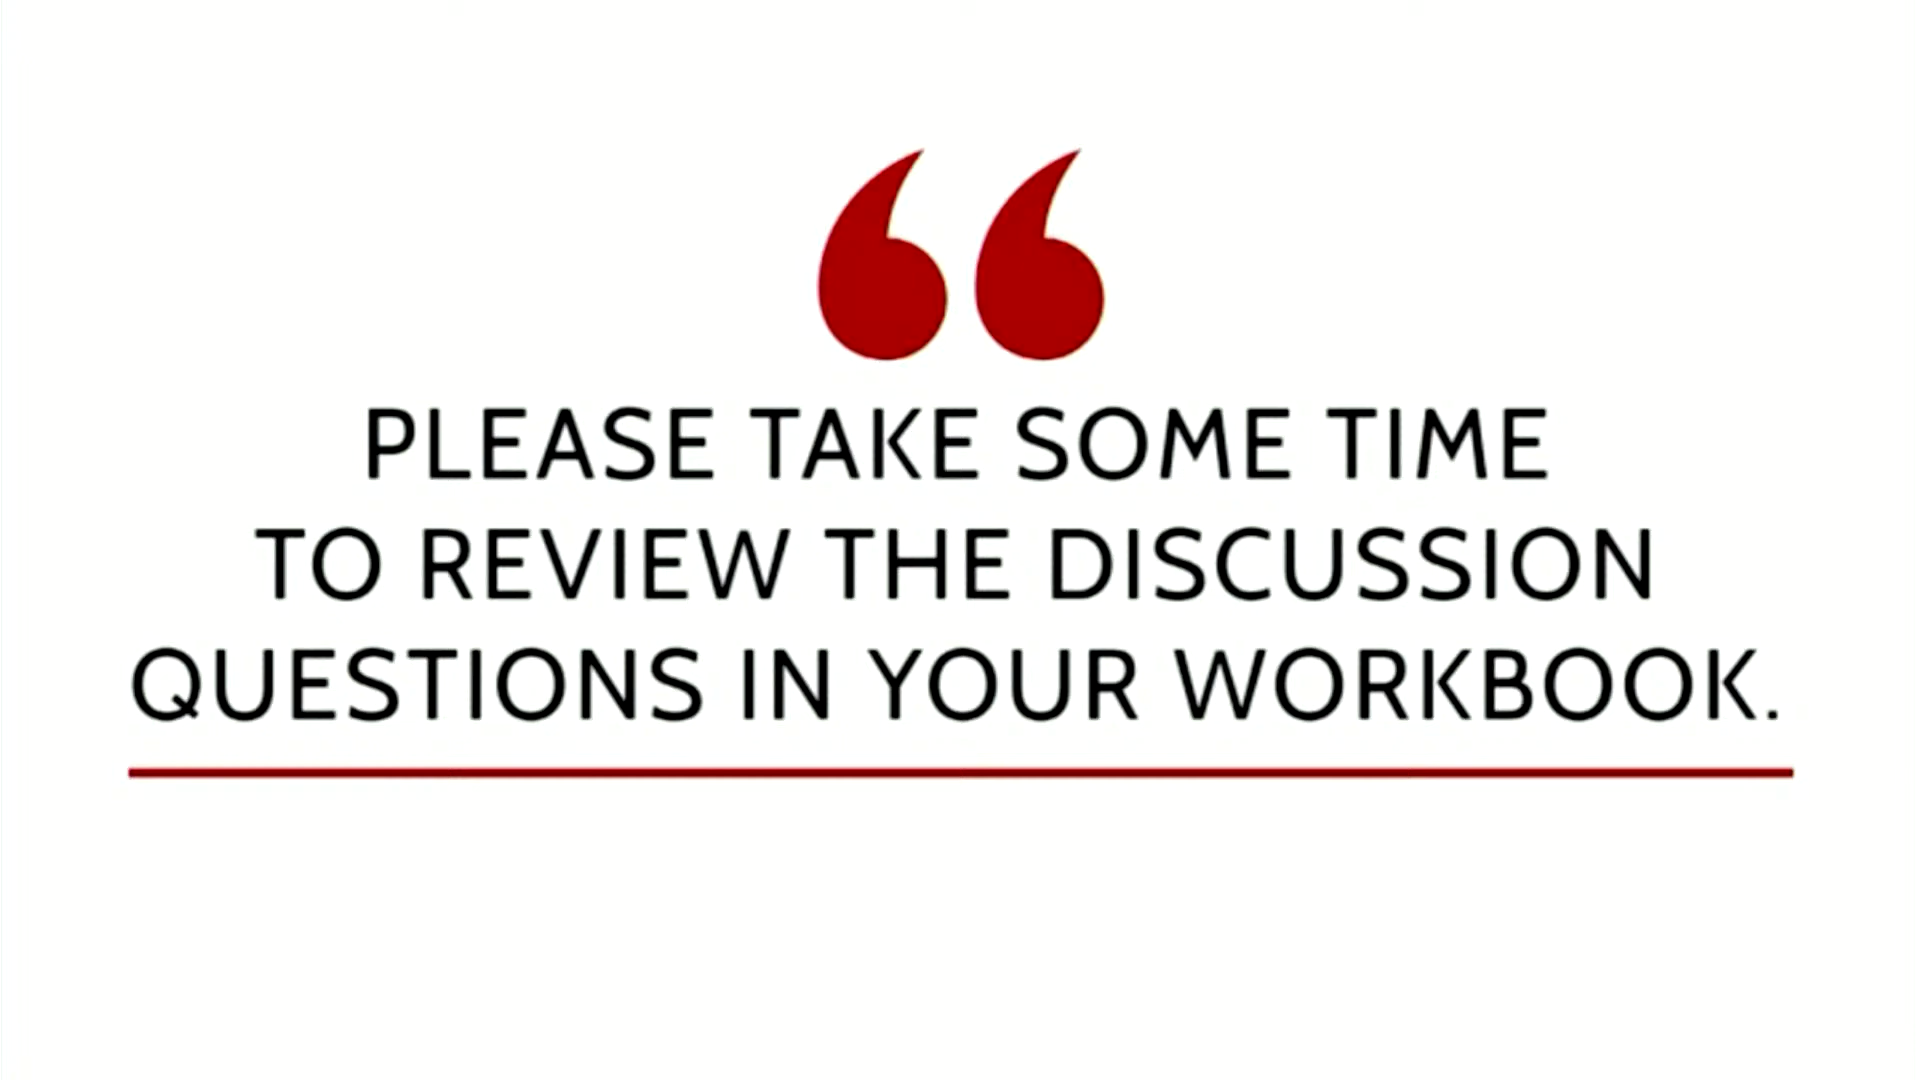 “
PLEASE TAKE SOME TIME
TO REVIEW THE DISCUSSION
QUESTIONS IN YOUR WORKBOOK.